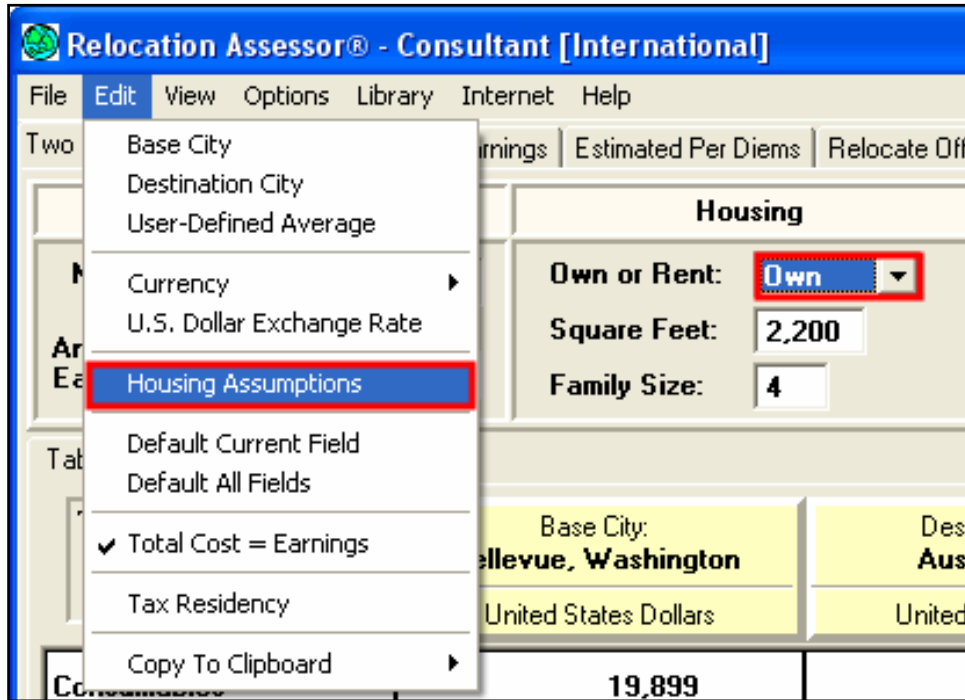 Relocation Assessor® - Consultant [International]
File Edit View Options Library Internet Help
Two
Estimated Per Diems
Relocate
Base City
Destination City
User-Defined Average
Currency
U.S. Dollar Exchange Rate
Housing Assumptions
Default Current Field
Default All Fields
✓ Total Cost = Earnings
Tax Residency
Copy To Clipboard
Housing
Own or Rent: Own
Square Feet: 2,200
Family Size: 4
Base City:
ellevue, Washington
United States Dollars
Des
Aus
United
19,899